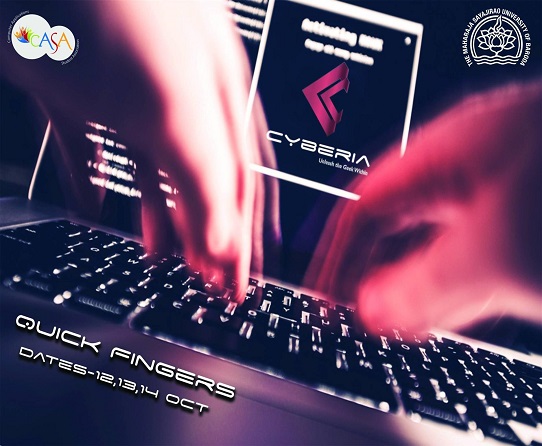 CASA
THE MAHARAJA SAYAJIRAO UNIVERSITY OF BARODA
CYBERIA
Unleash the Geek Within
QUICK FINGERS
DATES-12,13,14 OCT